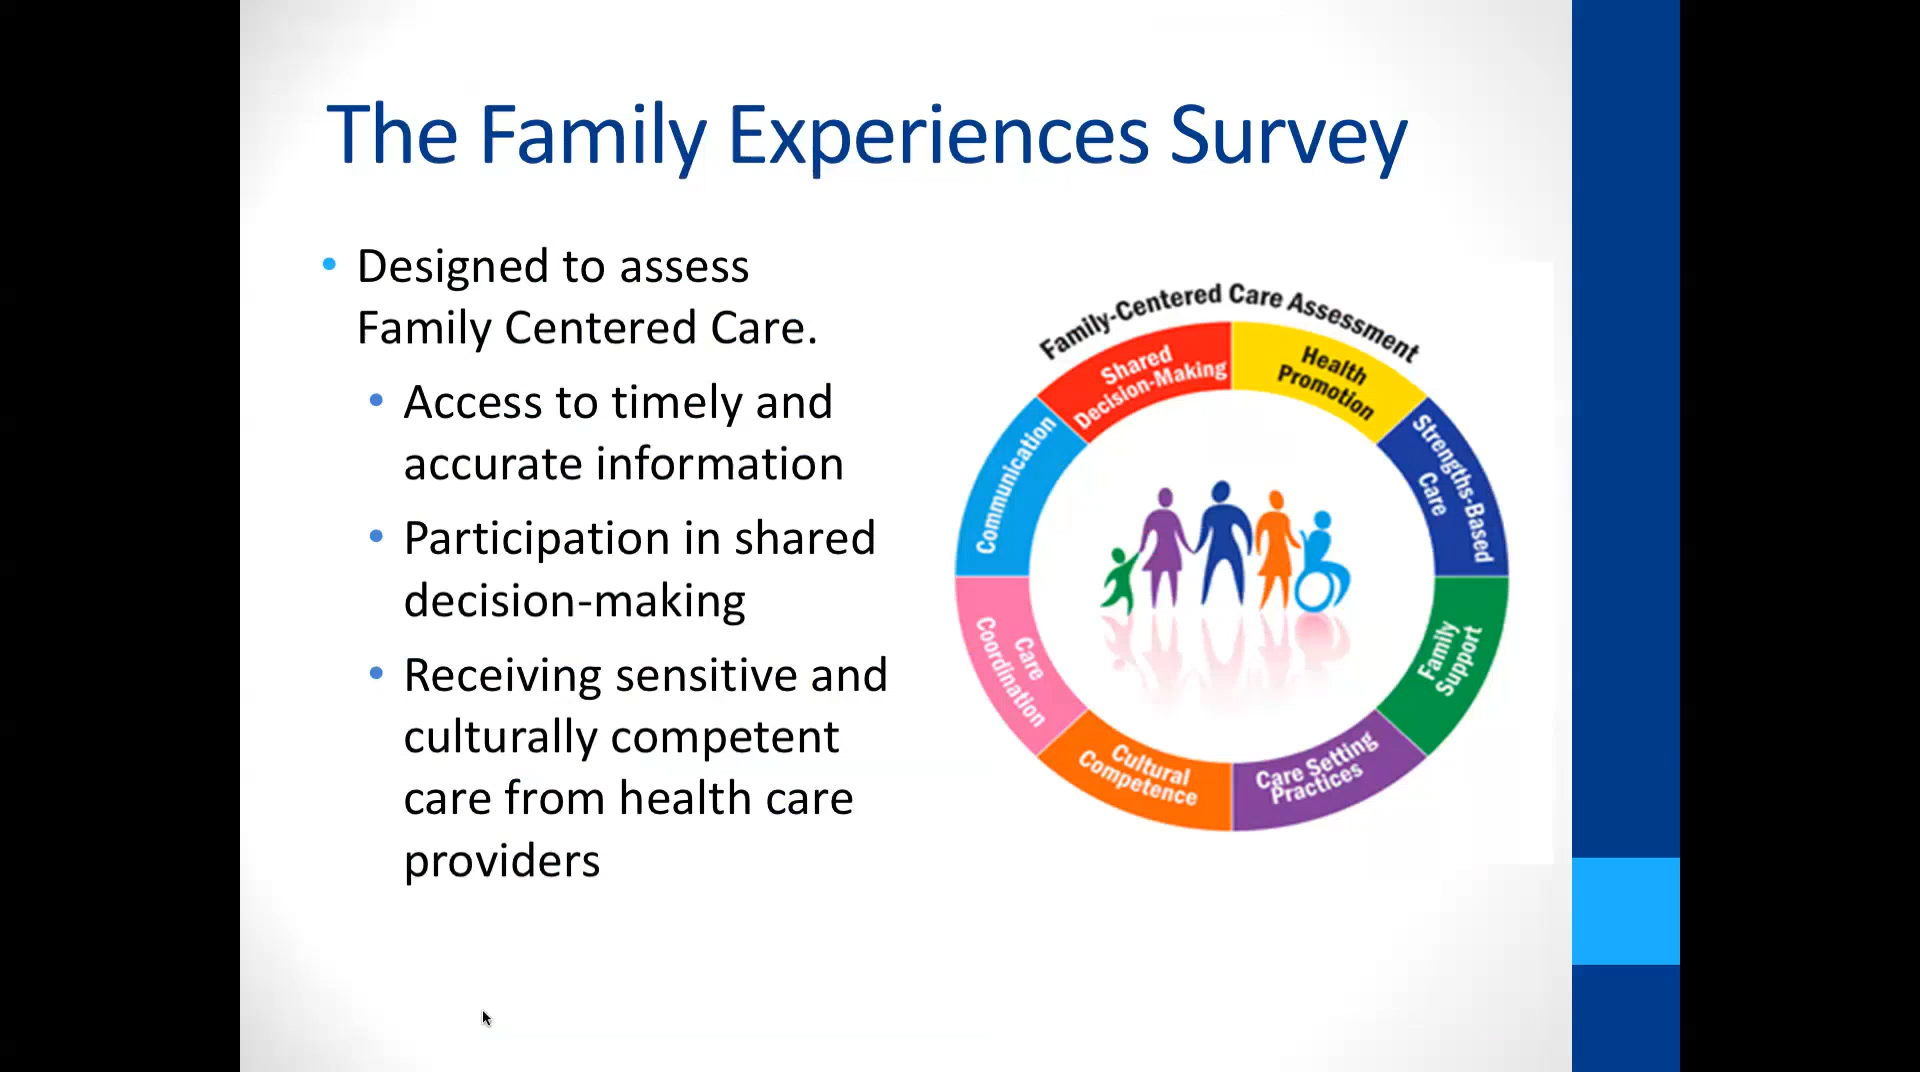 The Family Experiences Survey
• Designed to assess
Family Centered Care.
• Access to timely and
accurate information
• Participation in shared
decision-making
• Receiving sensitive and
culturally competent
care from health care
providers
Family-Centered Care Assessment
Shared
Decision-Making
Health
Promotion
Strengths-Based
Care
Family
Support
Care Setting
Practices
Cultural
Competence
Care
Coordination
Communication